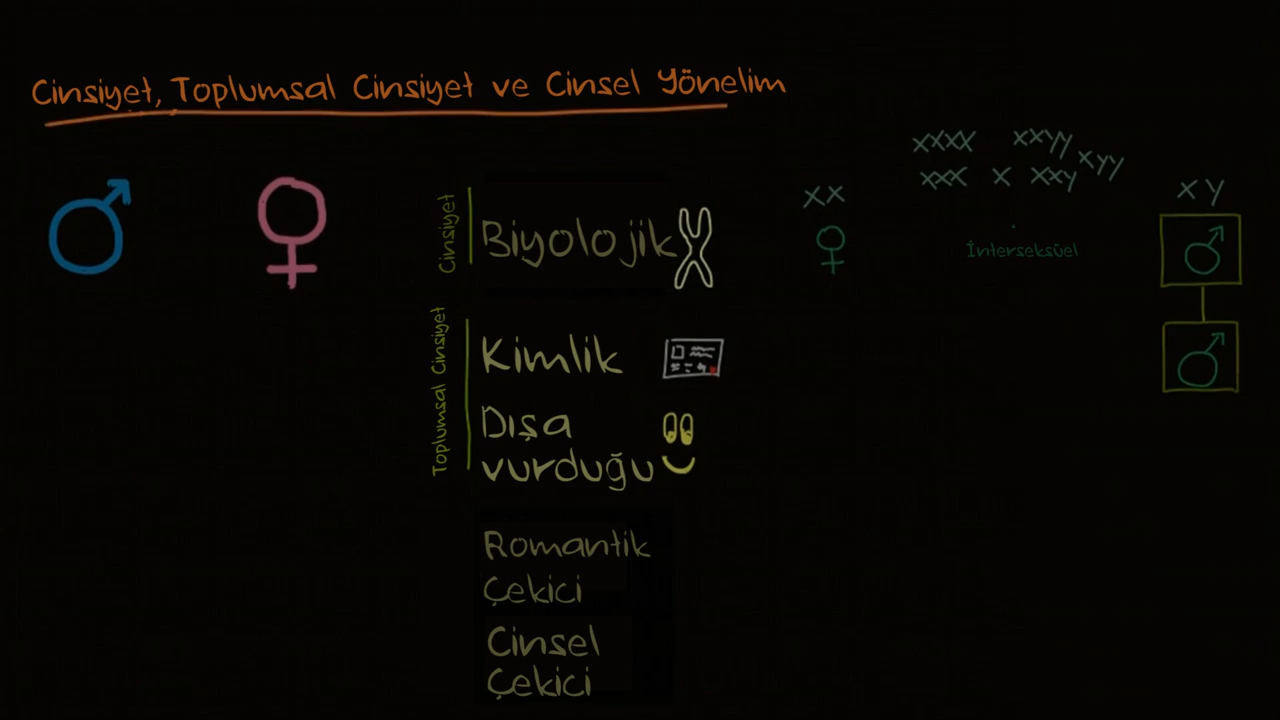 Cinsiyet, Toplumsal Cinsiyet ve Cinsel Yönelim
Cinsiyet
Biyolojik
Toplumsal Cinsiyet
Kimlik
Dışa
vurduğu
Romantik
Çekici
Cinsel
Çekici
XX
XXXX
XXYY
XYY
XXX
X
XXY
İnterseksüel
XY